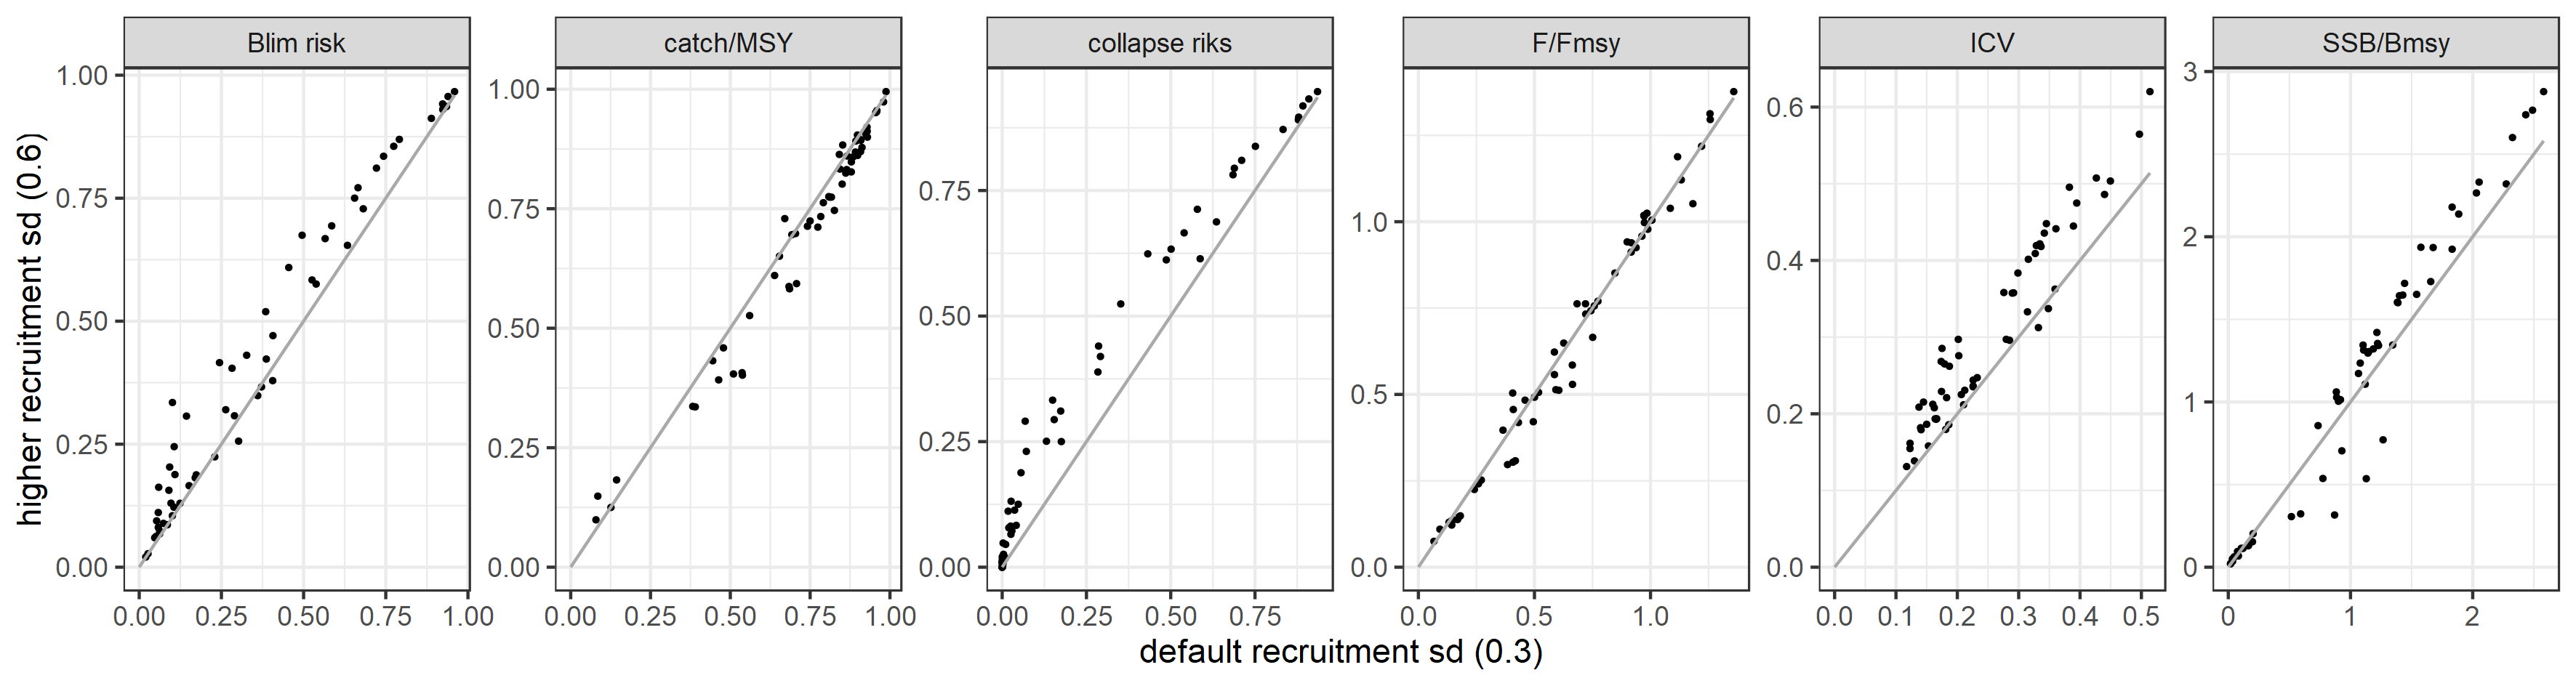 Blim risk
catch/MSY
collapse riks
F/Fmsy
ICV
SSB/Bmsy
higher recruitment sd (0.6)
1.00
0.75
0.50
0.25
0.00
0.00 0.25 0.50 0.75 1.00
1.00
0.75
0.50
0.25
0.00
0.00 0.25 0.50 0.75 1.00
0.75
0.50
0.25
0.00
0.00 0.25 0.50 0.75
1.0
0.5
0.0
0.0 0.5 1.0
0.6
0.4
0.2
0.0
0.0 0.1 0.2 0.3 0.4 0.5
3
2
1
0
0 1 2
default recruitment sd (0.3)